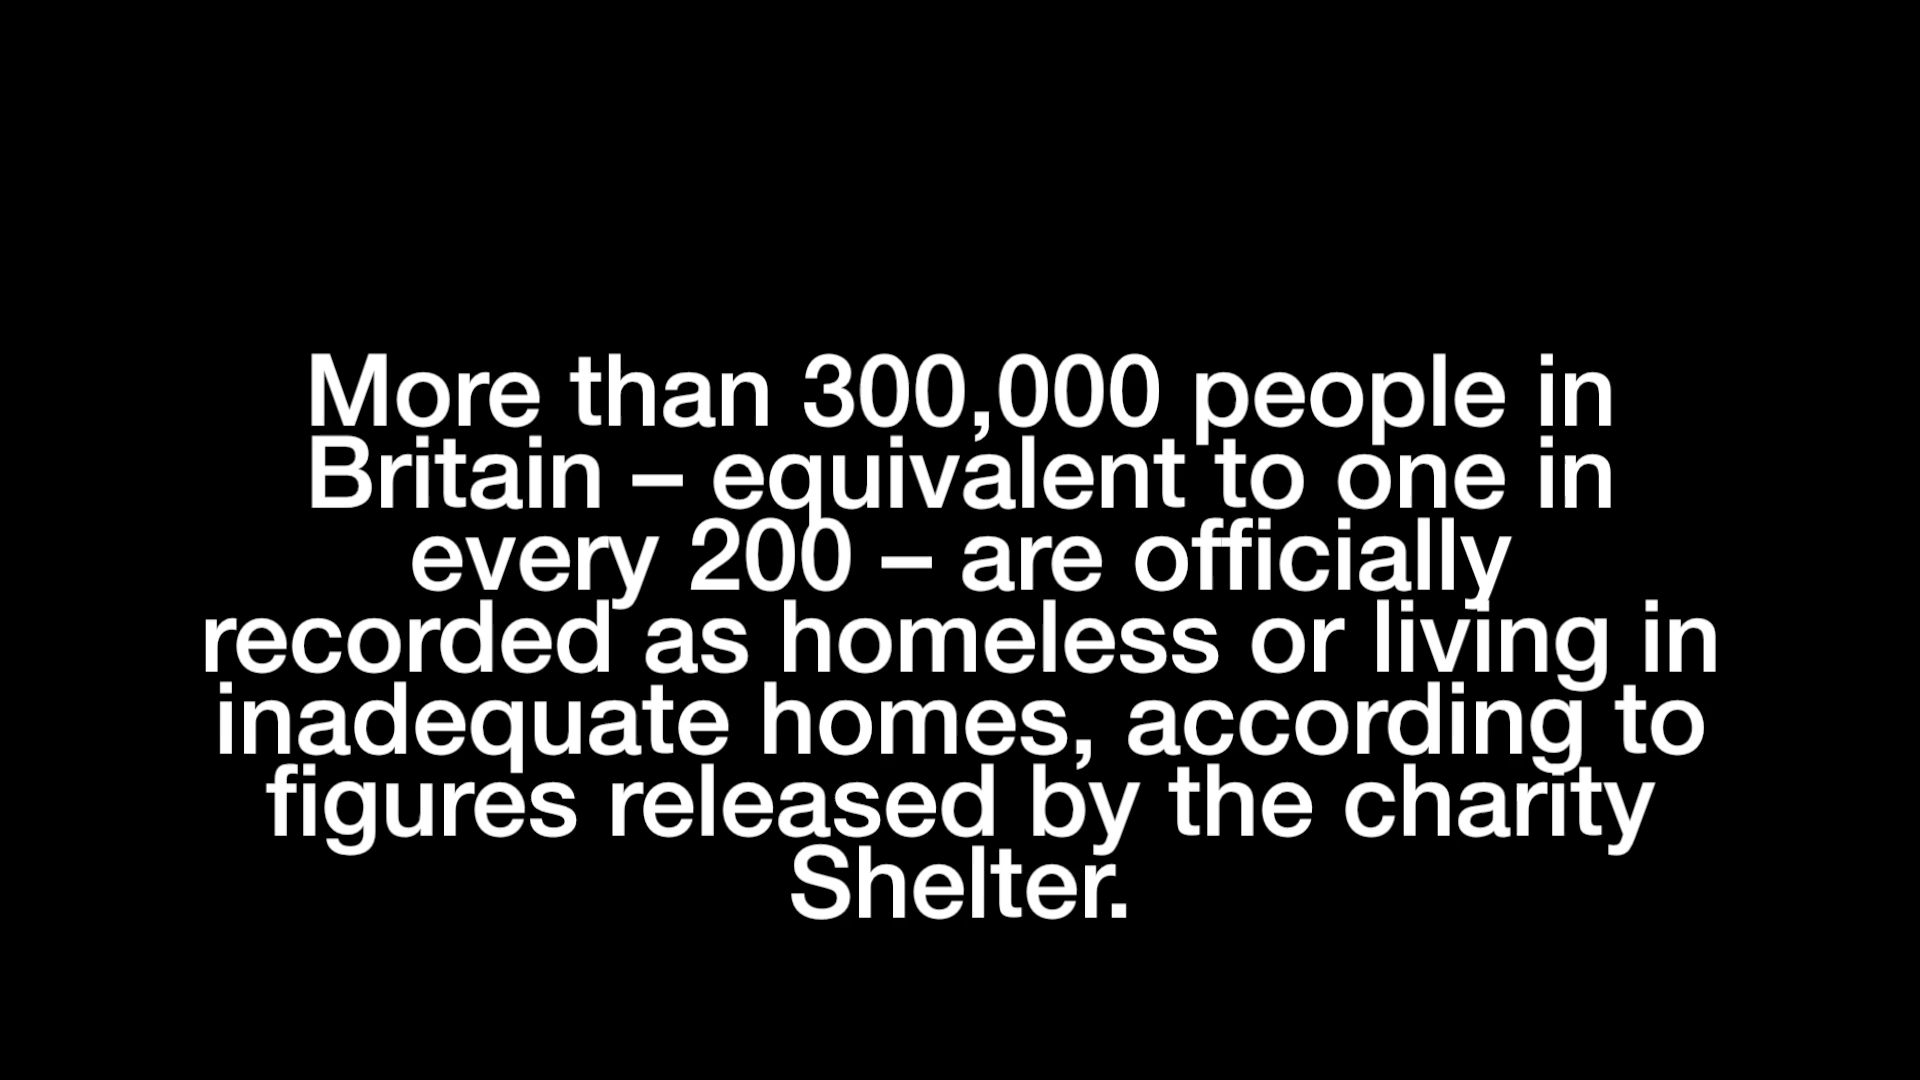 More than 300,000 people in
Britain – equivalent to one in
every 200 – are officially
recorded as homeless or living in
inadequate homes, according to
figures released by the charity
Shelter.